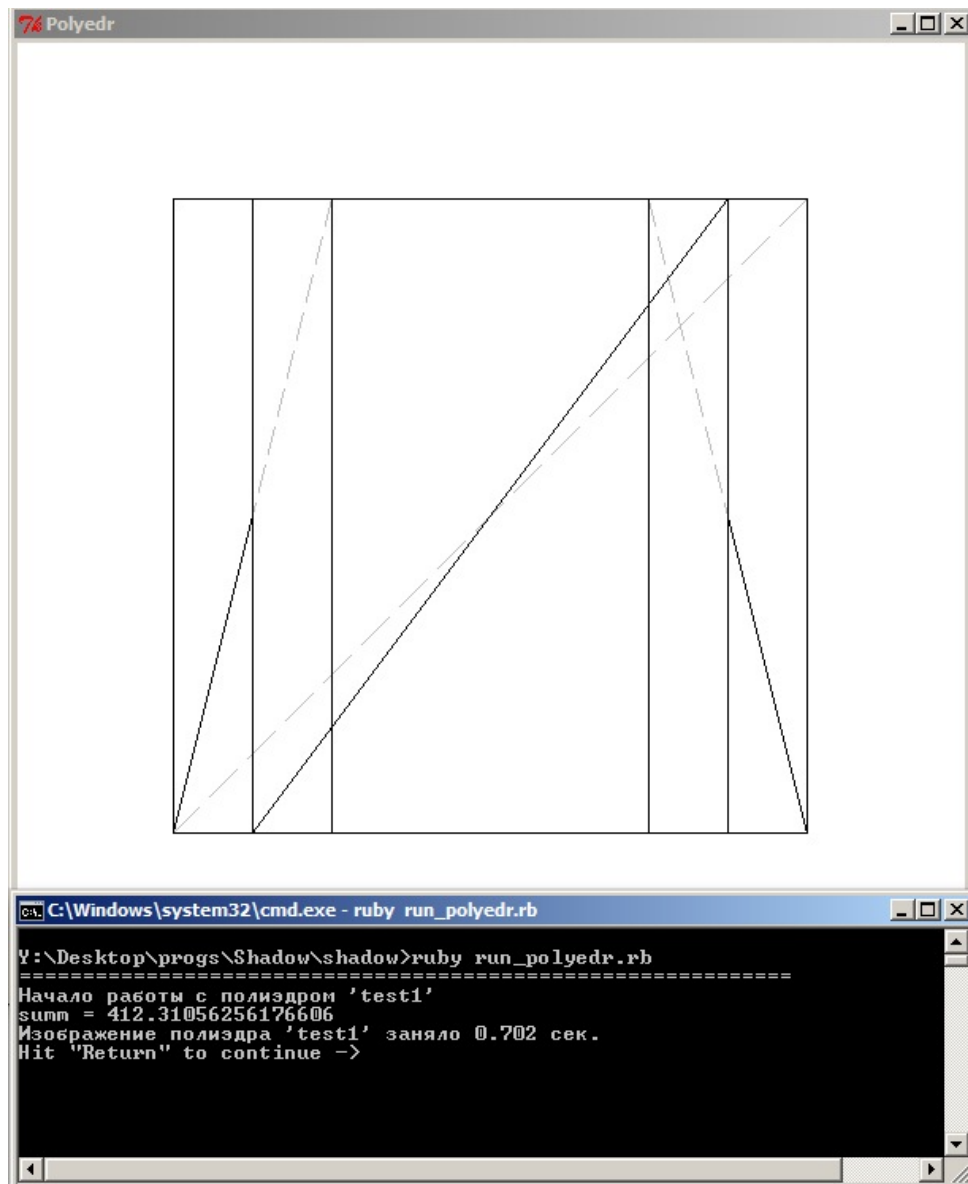 Polyedr
C:\Windows\system32\cmd.exe - ruby run_polyedr.rb
Y:\Desktop\progs\Shadow\shadow>ruby run_polyedr.rb
=============================================================
Начало работы с полиэдром 'test1'
summ = 412.31056256176606
Изображение полиэдра 'test1' заняло 0.702 сек.
Hit "Return" to continue ->